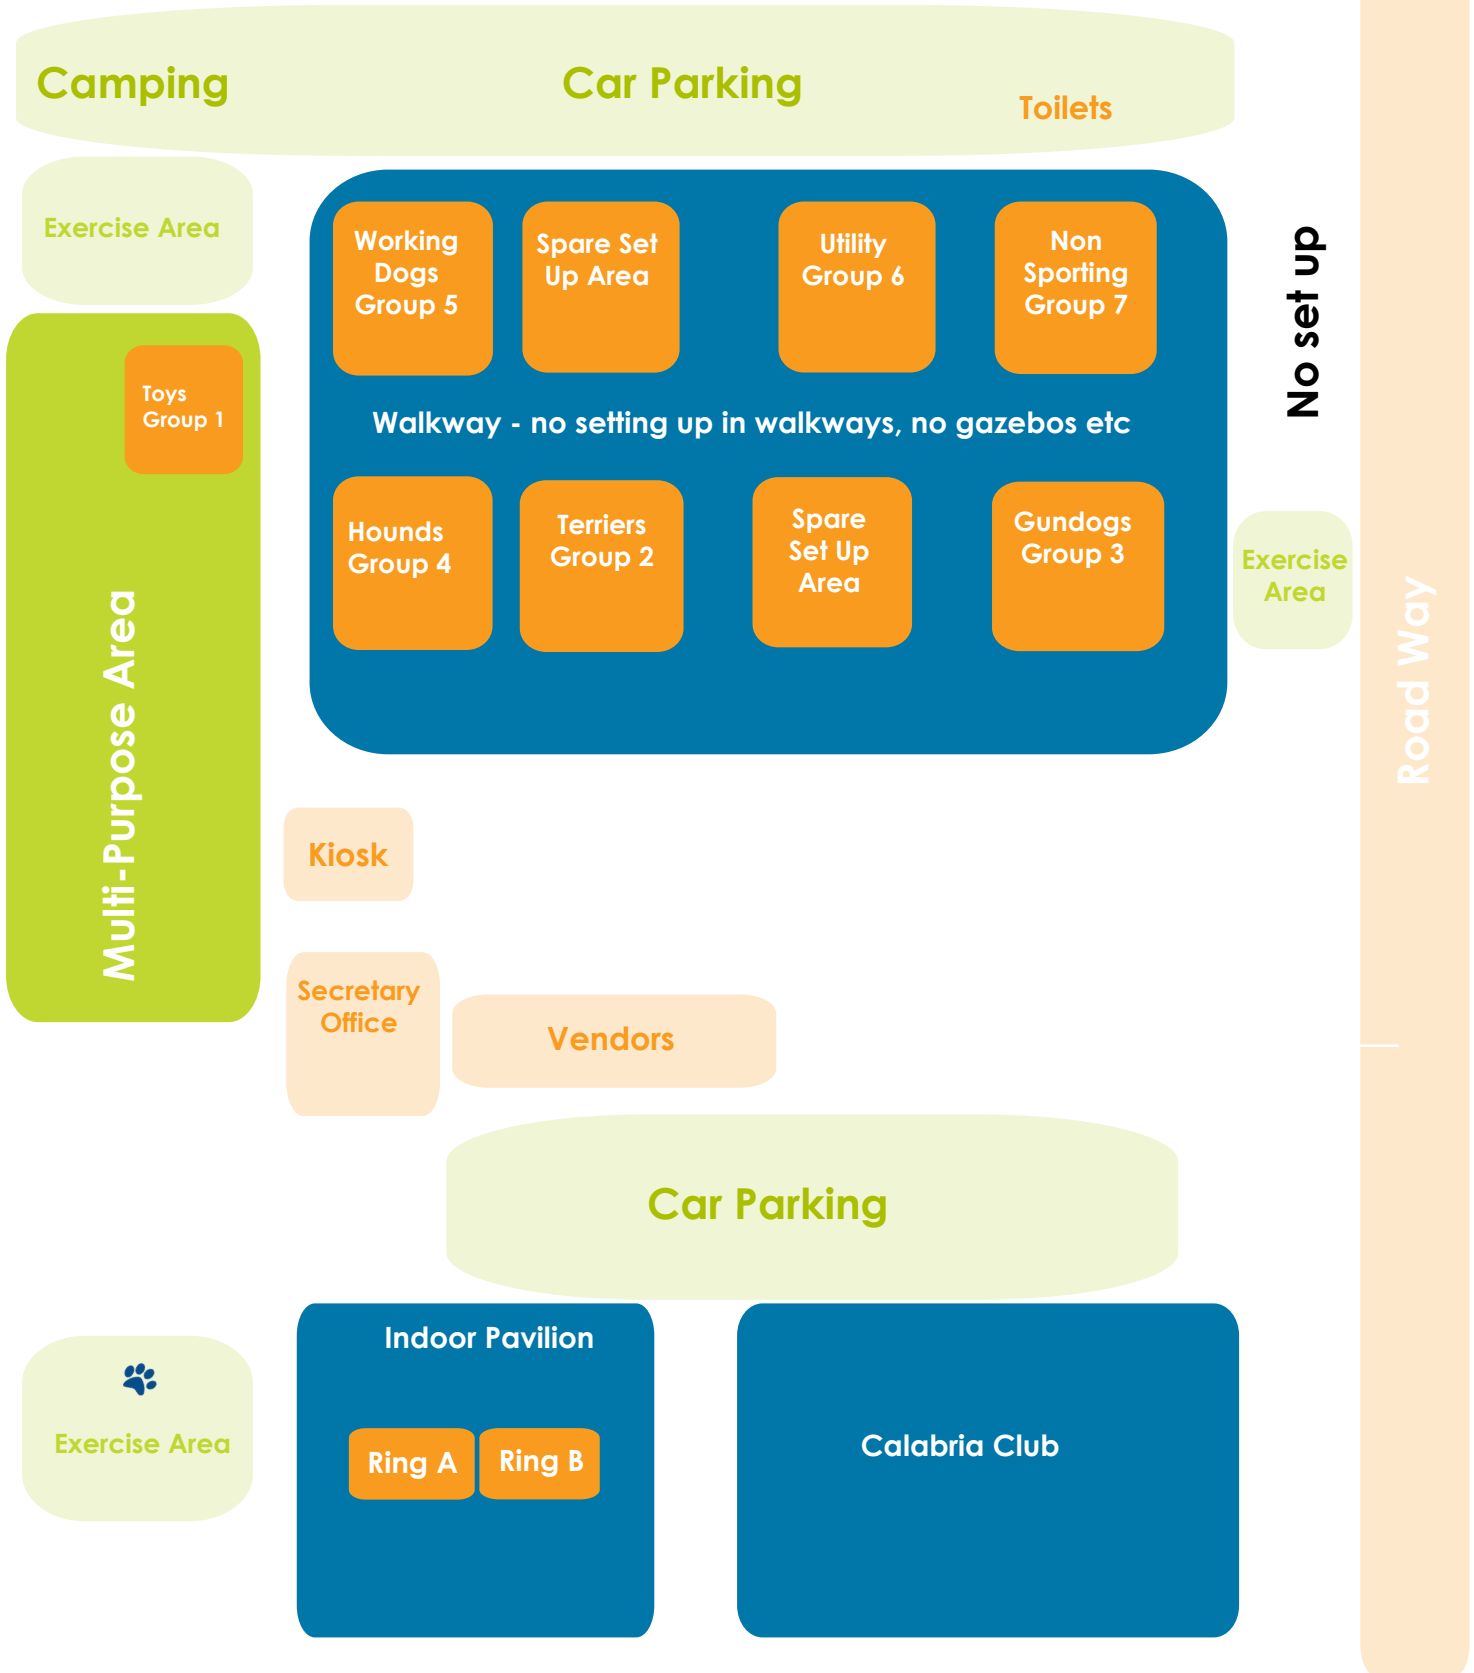 Camping
Car Parking
Toilets
Exercise Area
Working
Dogs
Group 5
Spare Set
Up Area
Utility
Group 6
Non
Sporting
Group 7
No set up
Toys
Group 1
Walkway - no setting up in walkways, no gazebos etc
Hounds
Group 4
Terriers
Group 2
Spare
Set Up
Area
Gundogs
Group 3
Exercise
Area
Road Way
Multi-Purpose Area
Kiosk
Secretary
Office
Vendors
Car Parking
Indoor Pavilion
Exercise Area
Ring A
Ring B
Calabria Club